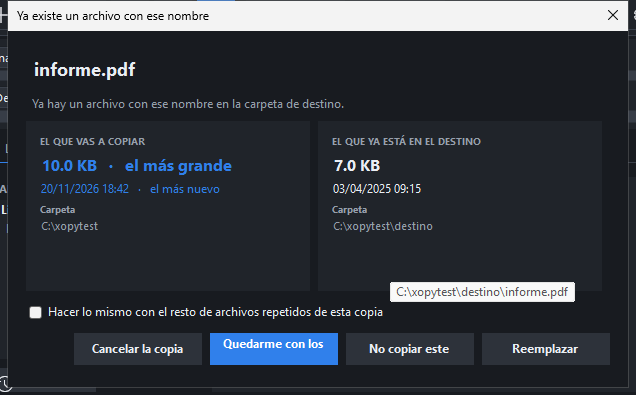 Ya existe un archivo con ese nombre
informe.pdf
Ya hay un archivo con ese nombre en la carpeta de destino.
EL QUE VAS A COPIAR
10.0 KB · el más grande
20/11/2026 18:42 · el más nuevo
Carpeta
C:\xopytest
EL QUE YA ESTÁ EN EL DESTINO
7.0 KB
03/04/2025 09:15
Carpeta
C:\xopytest\destino
C:\xopytest\destino\informe.pdf
Hacer lo mismo con el resto de archivos repetidos de esta copia
Cancelar la copia
Quedarme con los
No copiar este
Reemplazar